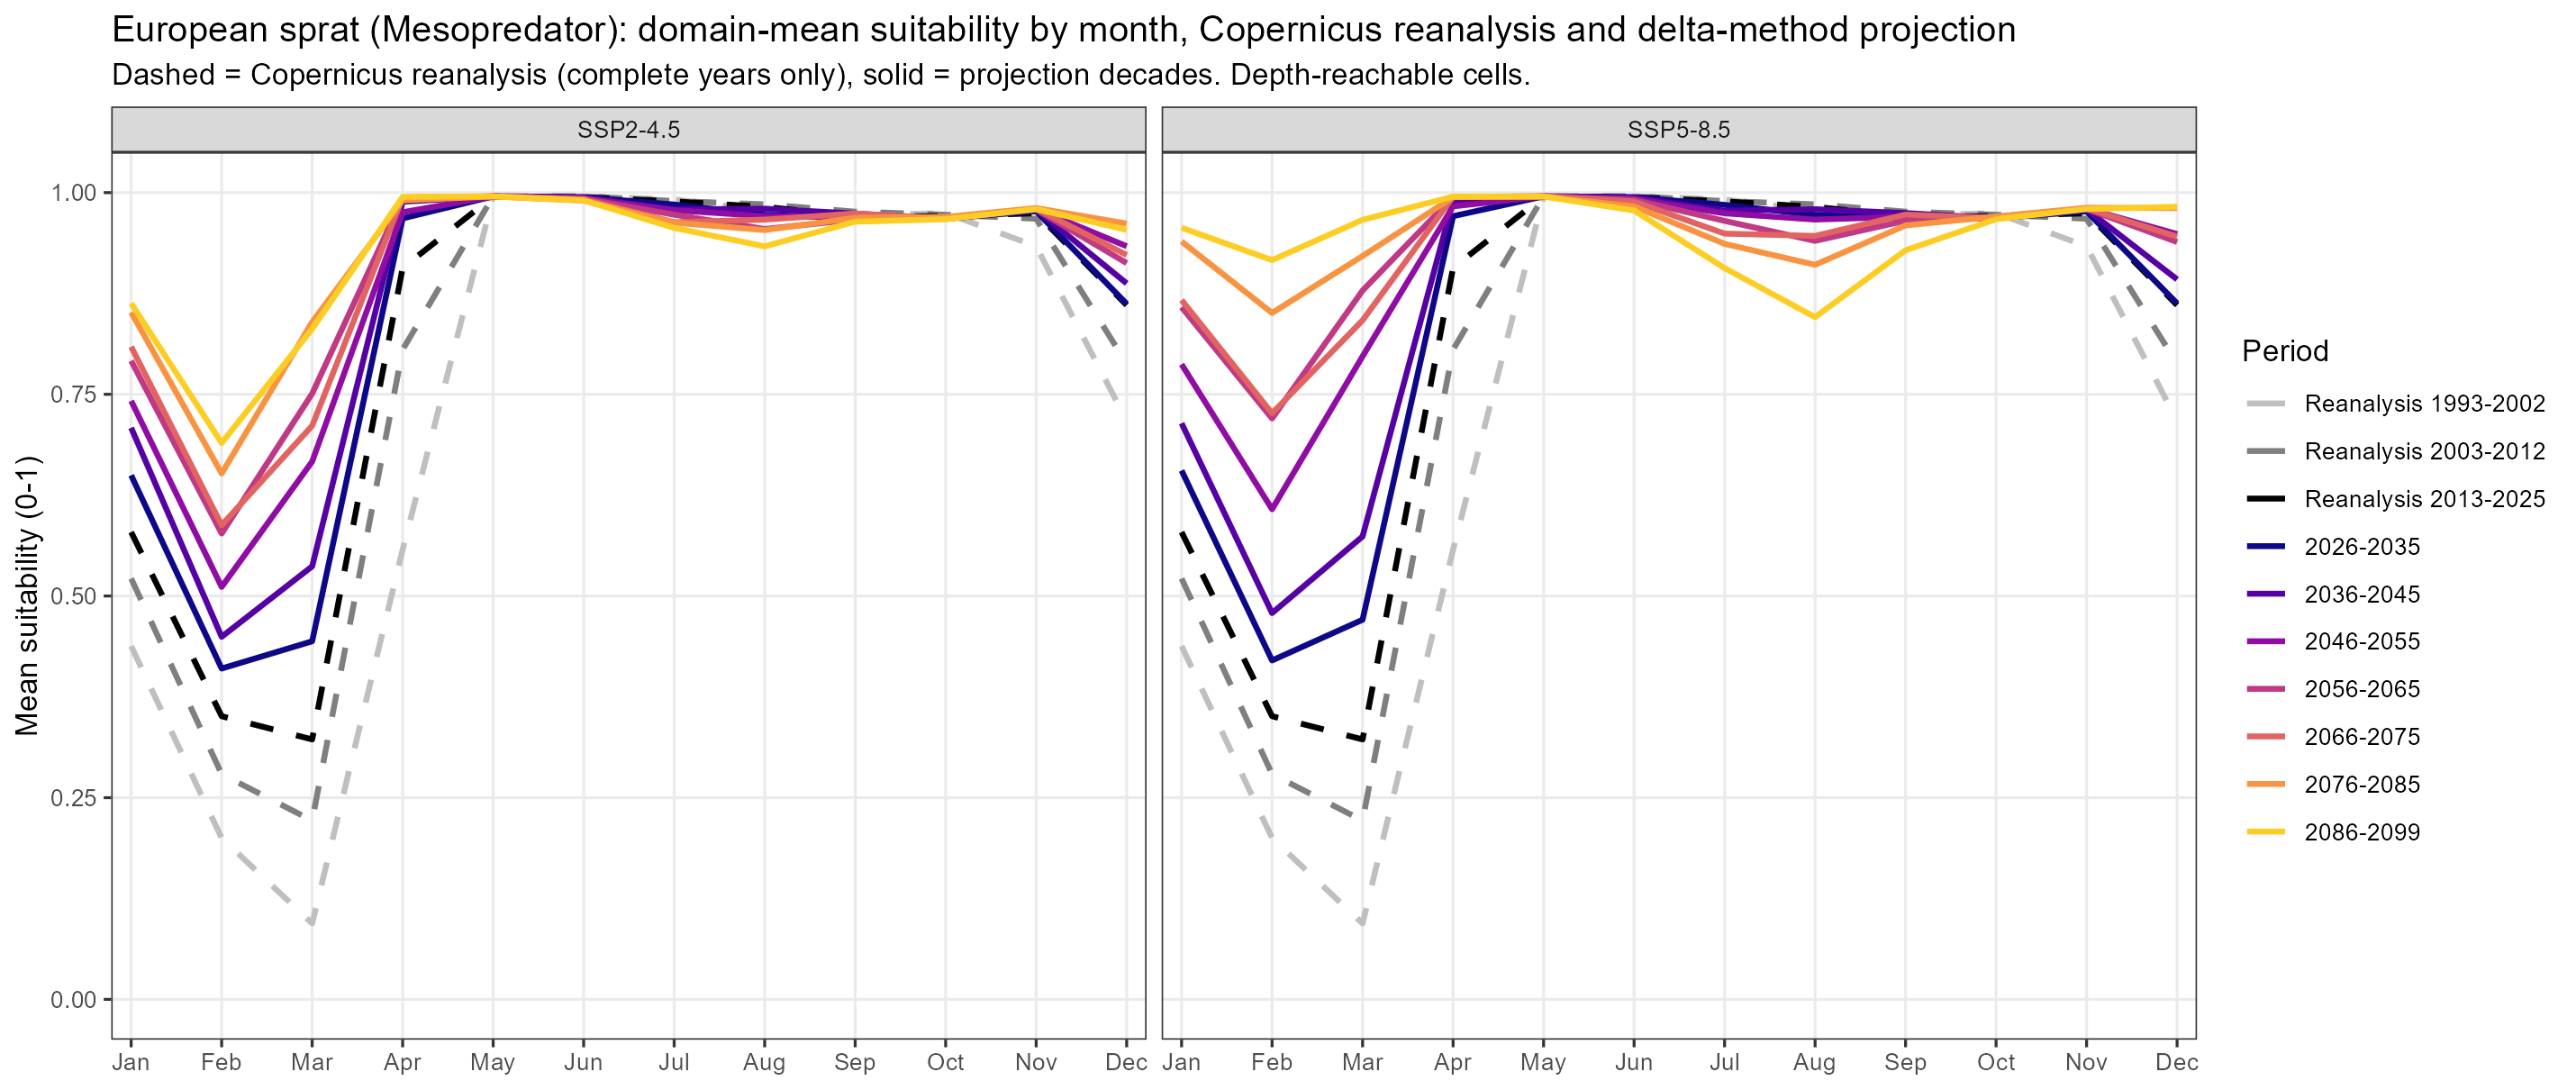 European sprat (Mesopredator): domain-mean suitability by month, Copernicus reanalysis and delta-method projection
Dashed = Copernicus reanalysis (complete years only), solid = projection decades. Depth-reachable cells.
SSP2-4.5
SSP5-8.5
Mean suitability (0-1)
1.00
0.75
0.50
0.25
0.00
Jan Feb Mar Apr May Jun Jul Aug Sep Oct Nov Dec
Jan Feb Mar Apr May Jun Jul Aug Sep Oct Nov Dec
Period
Reanalysis 1993-2002
Reanalysis 2003-2012
Reanalysis 2013-2025
2026-2035
2036-2045
2046-2055
2056-2065
2066-2075
2076-2085
2086-2099